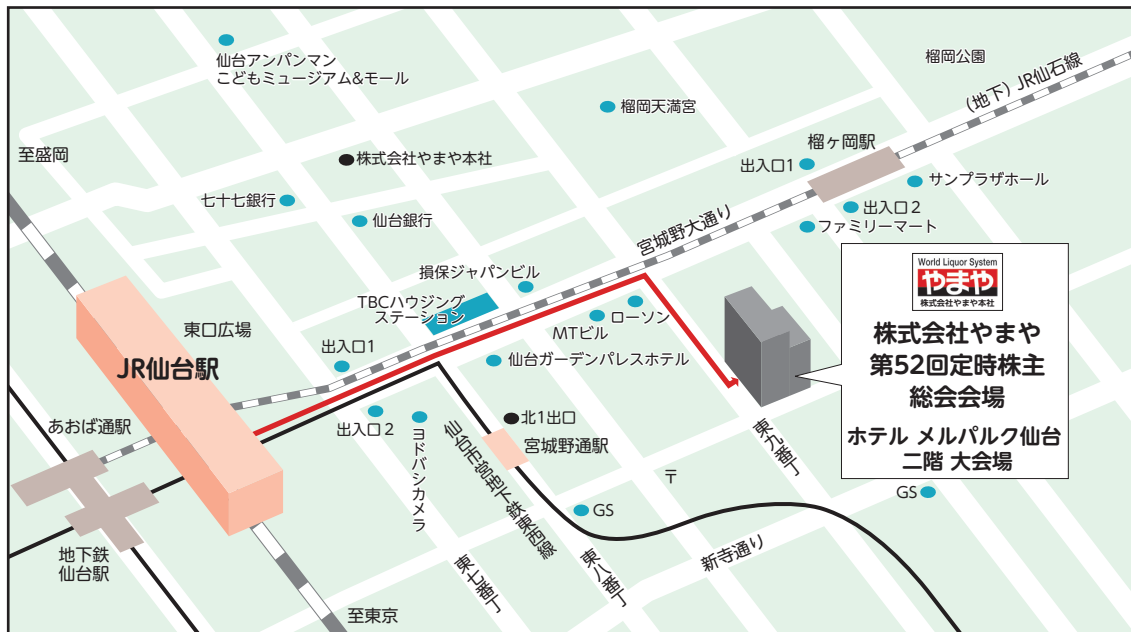 仙台アンパンマン
こどもミュージアム&モール
榴岡公園
(地下)JR仙石線
榴岡天満宮
至盛岡
株式会社やまや本社
榴ヶ岡駅
出入口1
サンプラザホール
七十七銀行
出入口2
仙台銀行
宮城野大通り
ファミリーマート
損保ジャパンビル
TBCハウジング
ステーション
World Liquor System
やまや
株式会社やまや本社
株式会社やまや
第52回定時株主
総会会場
ホテル メルパルク仙台
二階 大会場
東口広場
ローソン
MTビル
出入口1
仙台ガーデンパレスホテル
JR仙台駅
あおば通駅
出入口2
ヨドバシカメラ
北1出口
宮城野通駅
仙台市営地下鉄東西線
東九番丁
〒
GS
GS
地下鉄
仙台駅
新寺通り
東七番丁
東八番丁
至東京